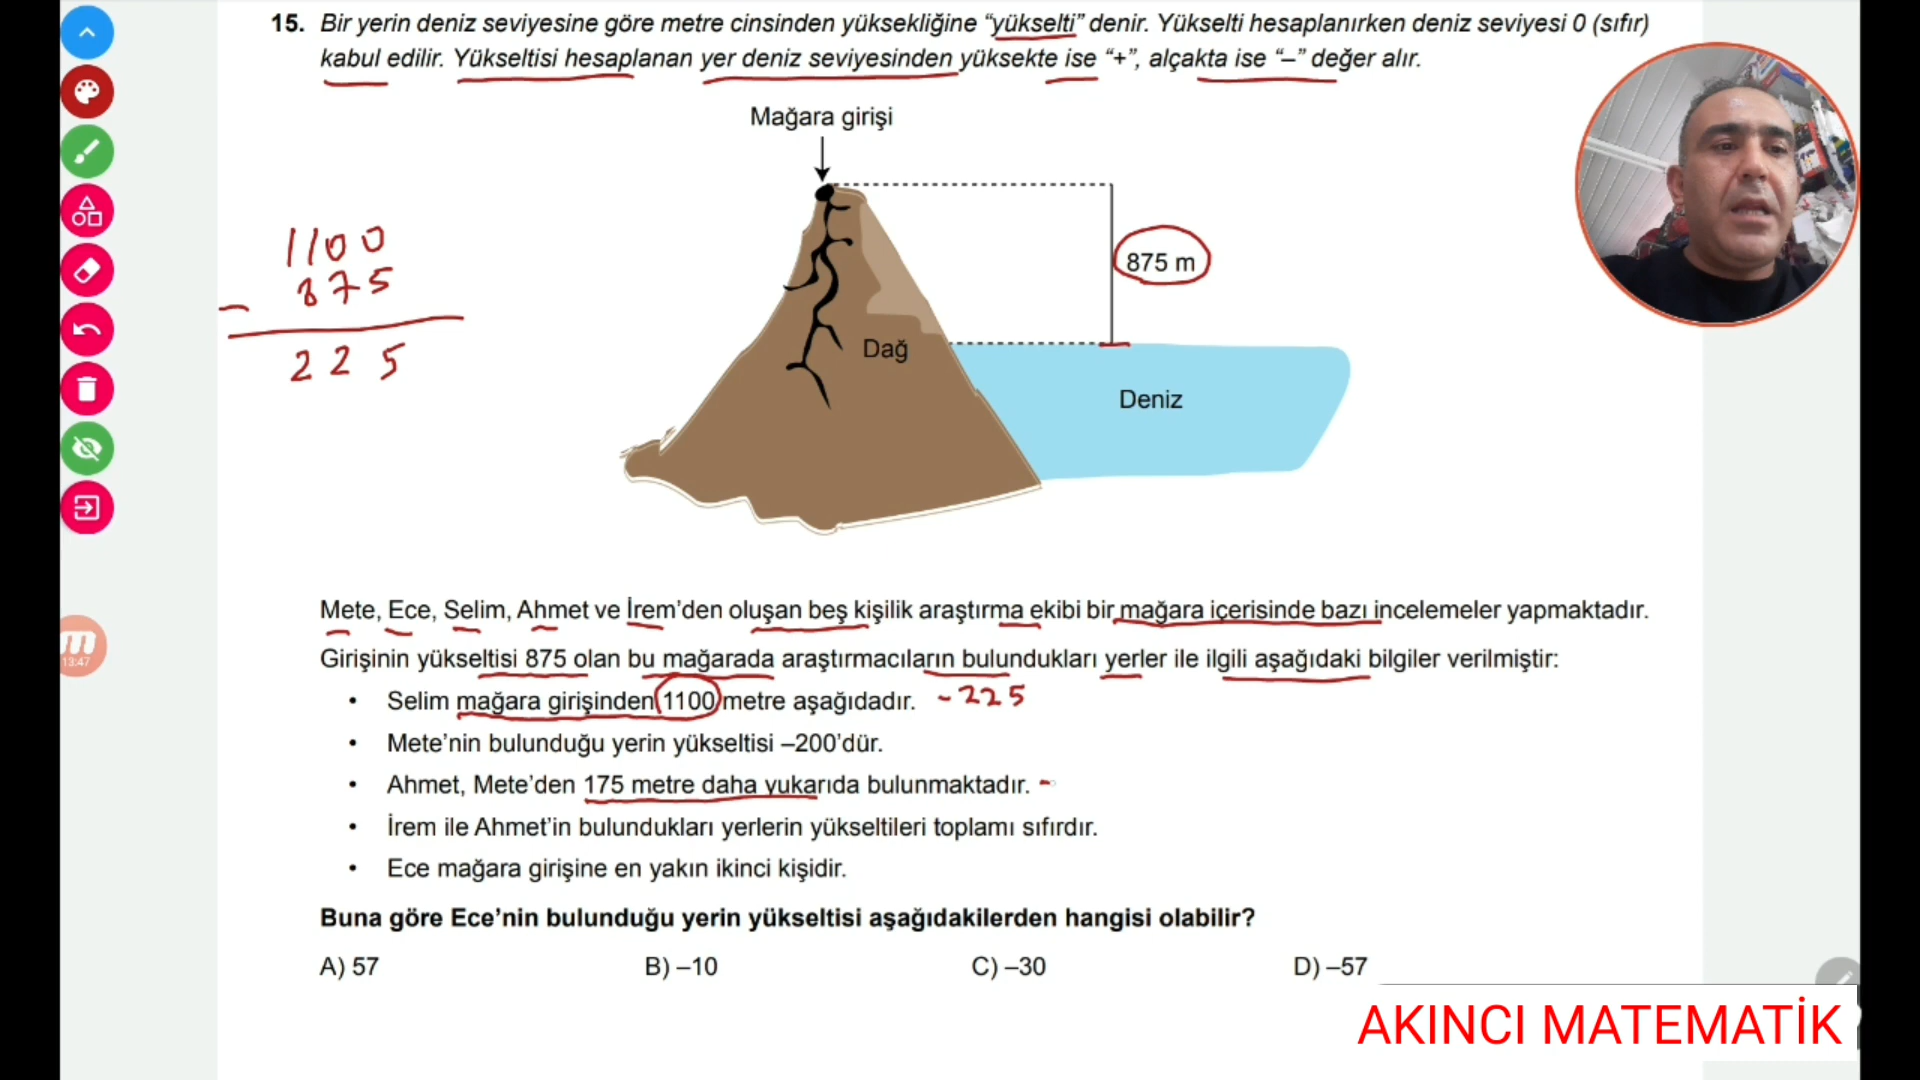 15. Bir yerin deniz seviyesine göre metre cinsinden yüksekliğine “yükselti” denir. Yükselti hesaplanırken deniz seviyesi 0 (sıfır)
kabul edilir. Yükseltisi hesaplanan yer deniz seviyesinden yüksekte ise “+”, alçakta ise “–” değer alır.
Mağara girişi
1100
- 875
225
875 m
Dağ
Deniz
Mete, Ece, Selim, Ahmet ve İrem’den oluşan beş kişilik araştırma ekibi bir mağara içerisinde bazı incelemeler yapmaktadır.
m
13:47
Girişinin yükseltisi 875 olan bu mağarada araştırmacıların bulundukları yerler ile ilgili aşağıdaki bilgiler verilmiştir:
• Selim mağara girişinden 1100 metre aşağıdadır. -225
• Mete’nin bulunduğu yerin yükseltisi –200’dür.
• Ahmet, Mete’den 175 metre daha yukarıda bulunmaktadır. -
• İrem ile Ahmet’in bulundukları yerlerin yükseltileri toplamı sıfırdır.
• Ece mağara girişine en yakın ikinci kişidir.
Buna göre Ece’nin bulunduğu yerin yükseltisi aşağıdakilerden hangisi olabilir?
A) 57 B) –10 C) –30 D) –57
AKINCI MATEMATİK